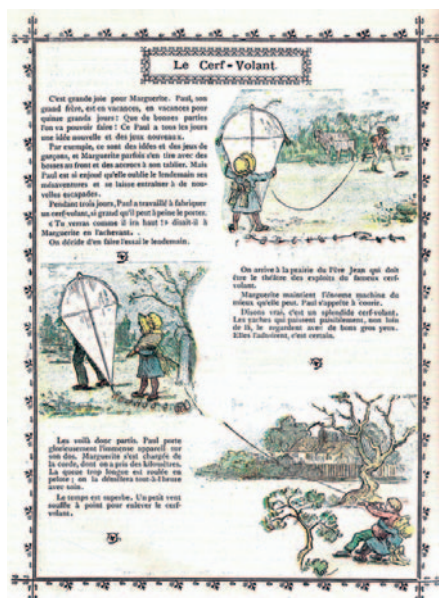 Le Cerf-Volant
C'est grande joie pour Marguerite. Paul, son
grand frère, est en vacances, en vacances pour
quinze grands jours! Que de bonnes parties
l'on va pouvoir faire! Ce Paul a tous les jours
une idée nouvelle et des jeux nouveaux.
Par exemple, ce sont des idées et des jeux de
garçons, et Marguerite parfois s'en tire avec des
bosses au front et des accrocs à son tablier. Mais
Paul est si enjoué qu'elle oublie le lendemain ses
mésaventures et se laisse entraîner à de nou-
velles escapades.
Pendant trois jours, Paul a travaillé à fabriquer
un cerf-volant, si grand qu'il peut à peine le porter.
« Tu verras comme il ira haut !» disait-il à
Marguerite en l'achevant.
On décide d'en faire l'essai le lendemain.
Les voilà donc partis. Paul porte
glorieusement l'immense appareil sur
son dos. Marguerite s'est chargée de
la corde, dont on a pris des kilomètres.
La queue trop longue est roulée en
pelote; on la démêlera tout-à-l'heure
avec soin.
Le temps est superbe. Un petit vent
souffle à point pour enlever le cerf-
volant.
On arrive à la prairie du Père Jean qui doit
être le théâtre des exploits du fameux cerf-
volant.
Marguerite maintient l'énorme machine du
mieux qu'elle peut. Paul s'apprête à courir.
Disons vrai, c'est un splendide cerf-volant.
Les vaches qui paissent paisiblement, non loin
de là, le regardent avec de bons gros yeux.
Elles l'admirent, c'est certain.